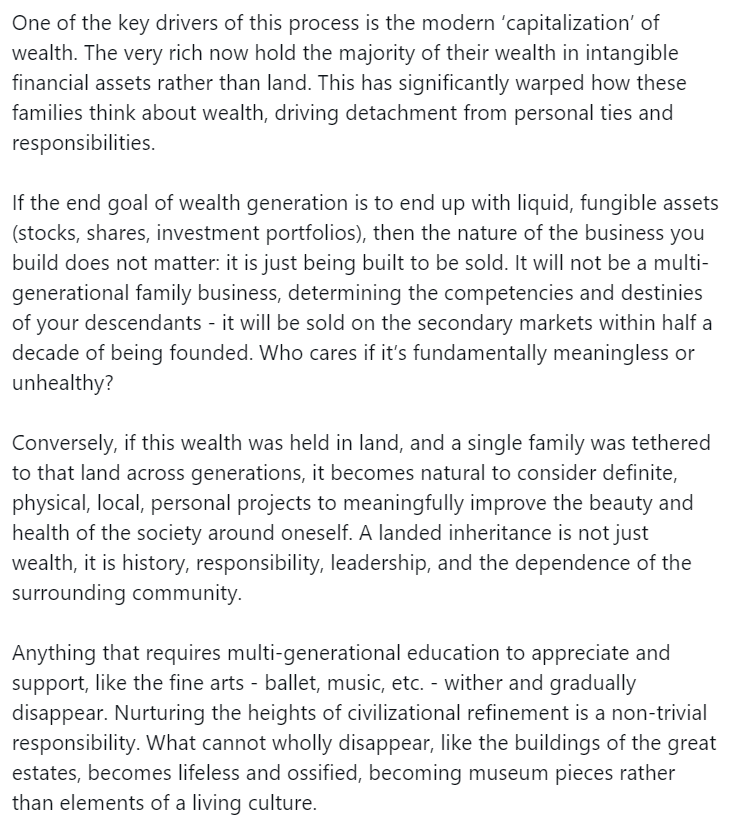 One of the key drivers of this process is the modern ‘capitalization’ of
wealth. The very rich now hold the majority of their wealth in intangible
financial assets rather than land. This has significantly warped how these
families think about wealth, driving detachment from personal ties and
responsibilities.
If the end goal of wealth generation is to end up with liquid, fungible assets
(stocks, shares, investment portfolios), then the nature of the business you
build does not matter: it is just being built to be sold. It will not be a multi-
generational family business, determining the competencies and destinies
of your descendants - it will be sold on the secondary markets within half a
decade of being founded. Who cares if it’s fundamentally meaningless or
unhealthy?
Conversely, if this wealth was held in land, and a single family was tethered
to that land across generations, it becomes natural to consider definite,
physical, local, personal projects to meaningfully improve the beauty and
health of the society around oneself. A landed inheritance is not just
wealth, it is history, responsibility, leadership, and the dependence of the
surrounding community.
Anything that requires multi-generational education to appreciate and
support, like the fine arts - ballet, music, etc. - wither and gradually
disappear. Nurturing the heights of civilizational refinement is a non-trivial
responsibility. What cannot wholly disappear, like the buildings of the great
estates, becomes lifeless and ossified, becoming museum pieces rather
than elements of a living culture.